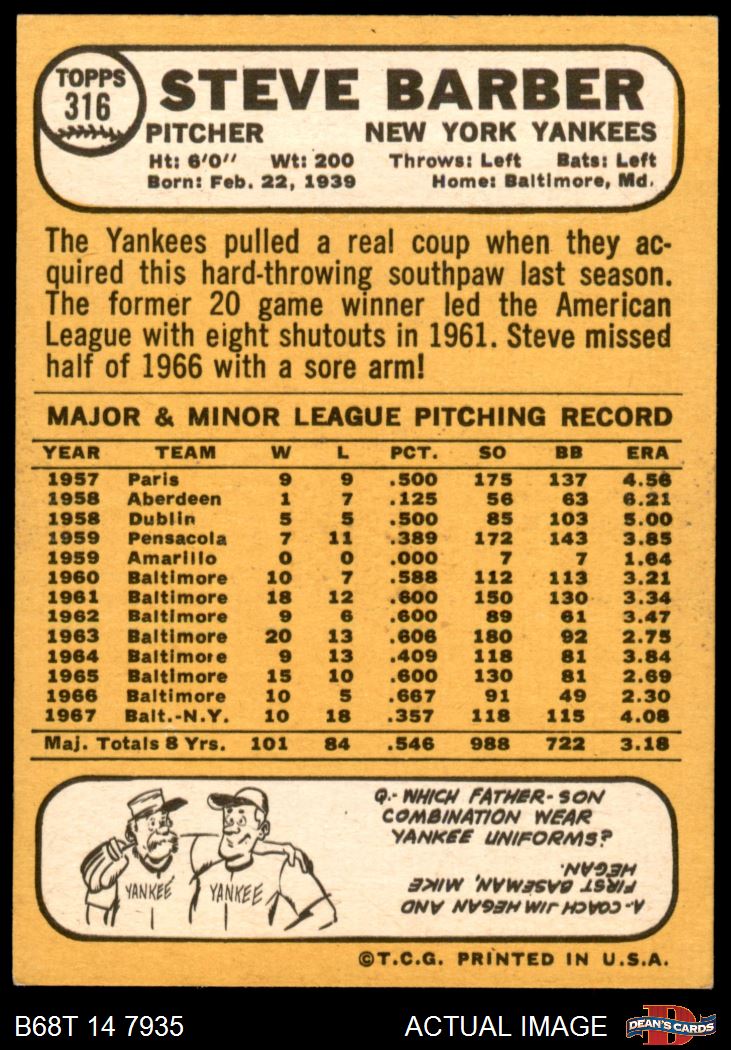 TOPPS
316
STEVE BARBER
PITCHER NEW YORK YANKEES
Ht: 6'0" Wt: 200 Throws: Left Bats: Left
Born: Feb. 22, 1939 Home: Baltimore, Md.
The Yankees pulled a real coup when they ac-
quired this hard-throwing southpaw last season.
The former 20 game winner led the American
League with eight shutouts in 1961. Steve missed
half of 1966 with a sore arm!
MAJOR & MINOR LEAGUE PITCHING RECORD
YEAR TEAM W L PCT. SO BB ERA
1957 Paris 9 9 .500 175 137 4.56
1958 Aberdeen 1 7 .125 56 63 6.21
1958 Dublin 5 5 .500 85 103 5.00
1959 Pensacola 7 11 .389 172 143 3.85
1959 Amarillo 0 0 .000 7 7 1.64
1960 Baltimore 10 7 .588 112 113 3.21
1961 Baltimore 18 12 .600 150 130 3.34
1962 Baltimore 9 6 .600 89 61 3.47
1963 Baltimore 20 13 .606 180 92 2.75
1964 Baltimore 9 13 .409 118 81 3.84
1965 Baltimore 15 10 .600 130 81 2.69
1966 Baltimore 10 5 .667 91 49 2.30
1967 Balt.-N.Y. 10 18 .357 118 115 4.08
Maj. Totals 8 Yrs. 101 84 .546 988 722 3.18
Q.- WHICH FATHER-SON
COMBINATION WEAR
YANKEE UNIFORMS?
A.- COACH JIM HEGAN AND
FIRST BASEMAN, MIKE
HEGAN.
YANKEE YANKEE
©T.C.G. PRINTED IN U.S.A.
B68T 14 7935 ACTUAL IMAGE
D
DEAN'S CARDS